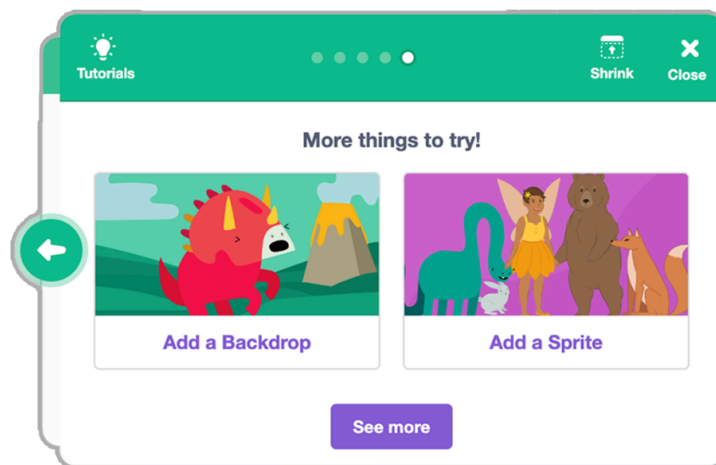 Tutorials
Shrink
Close
More things to try!
Add a Backdrop
Add a Sprite
See more